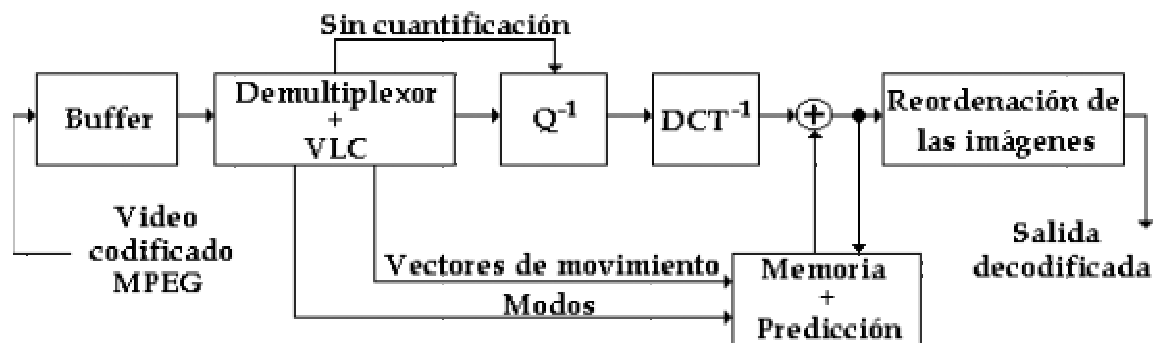 Sin cuantificación
Buffer
Demultiplexor
+
VLC
Q⁻¹
DCT⁻¹
+
Reordenación de
las imágenes
Video
codificado
MPEG
Vectores de movimiento
Modos
Memoria
+
Predicción
Salida
decodificada